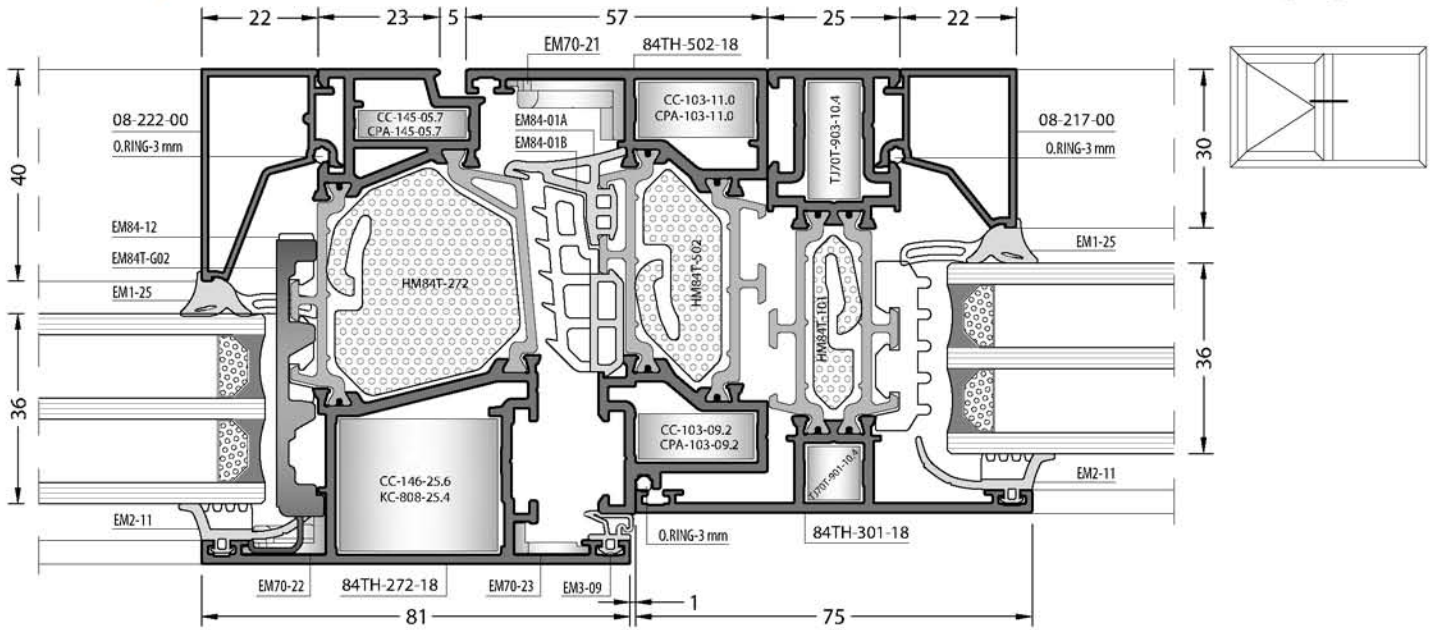 22
23
5
57
25
22
EM70-21
84TH-502-18
CC-145-05.7
CPA-145-05.7
CC-103-11.0
CPA-103-11.0
TJ70T-903-10.4
08-222-00
O.RING-3 mm
EM84-01A
EM84-01B
08-217-00
O.RING-3 mm
40
30
EM84-12
EM84T-G02
EM1-25
EM1-25
HM84T-272
HM84T-502
HM84T-101
36
36
CC-103-09.2
CPA-103-09.2
CC-146-25.6
KC-808-25.4
TJ70T-901-10.4
EM2-11
EM2-11
O.RING-3 mm
84TH-301-18
EM70-22
84TH-272-18
EM70-23
EM3-09
1
81
75